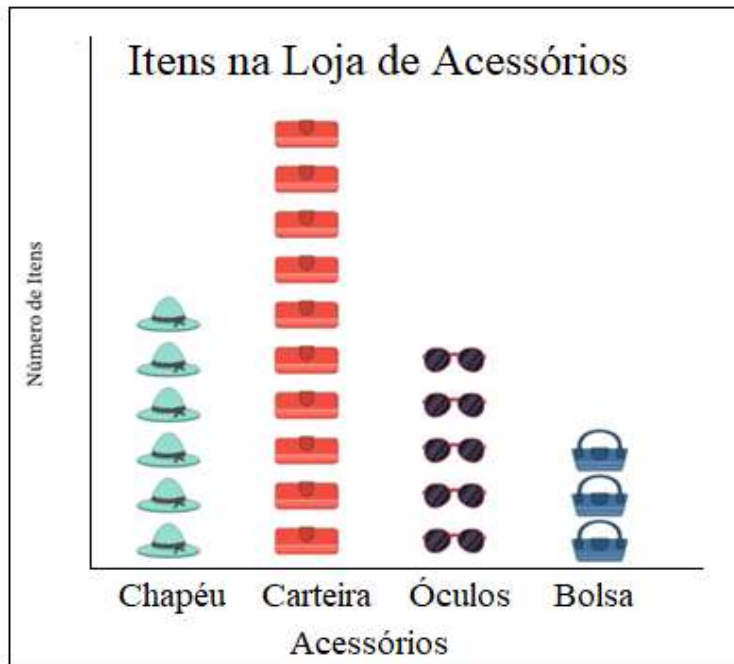 Itens na Loja de Acessórios
Número de Itens
Chapéu Carteira Óculos Bolsa
Acessórios